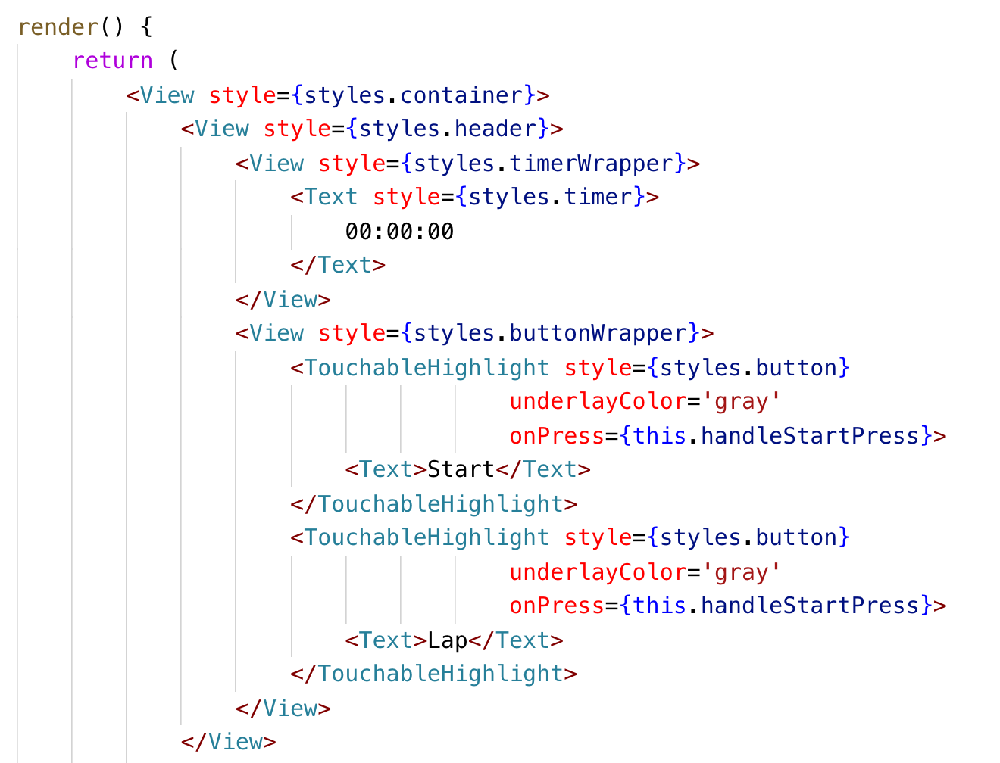 render() {
    return (
        <View style={styles.container}>
            <View style={styles.header}>
                <View style={styles.timerWrapper}>
                    <Text style={styles.timer}>
                        00:00:00
                    </Text>
                </View>
                <View style={styles.buttonWrapper}>
                    <TouchableHighlight style={styles.button}
                                    underlayColor='gray'
                                    onPress={this.handleStartPress}>
                        <Text>Start</Text>
                    </TouchableHighlight>
                    <TouchableHighlight style={styles.button}
                                    underlayColor='gray'
                                    onPress={this.handleStartPress}>
                        <Text>Lap</Text>
                    </TouchableHighlight>
                </View>
            </View>